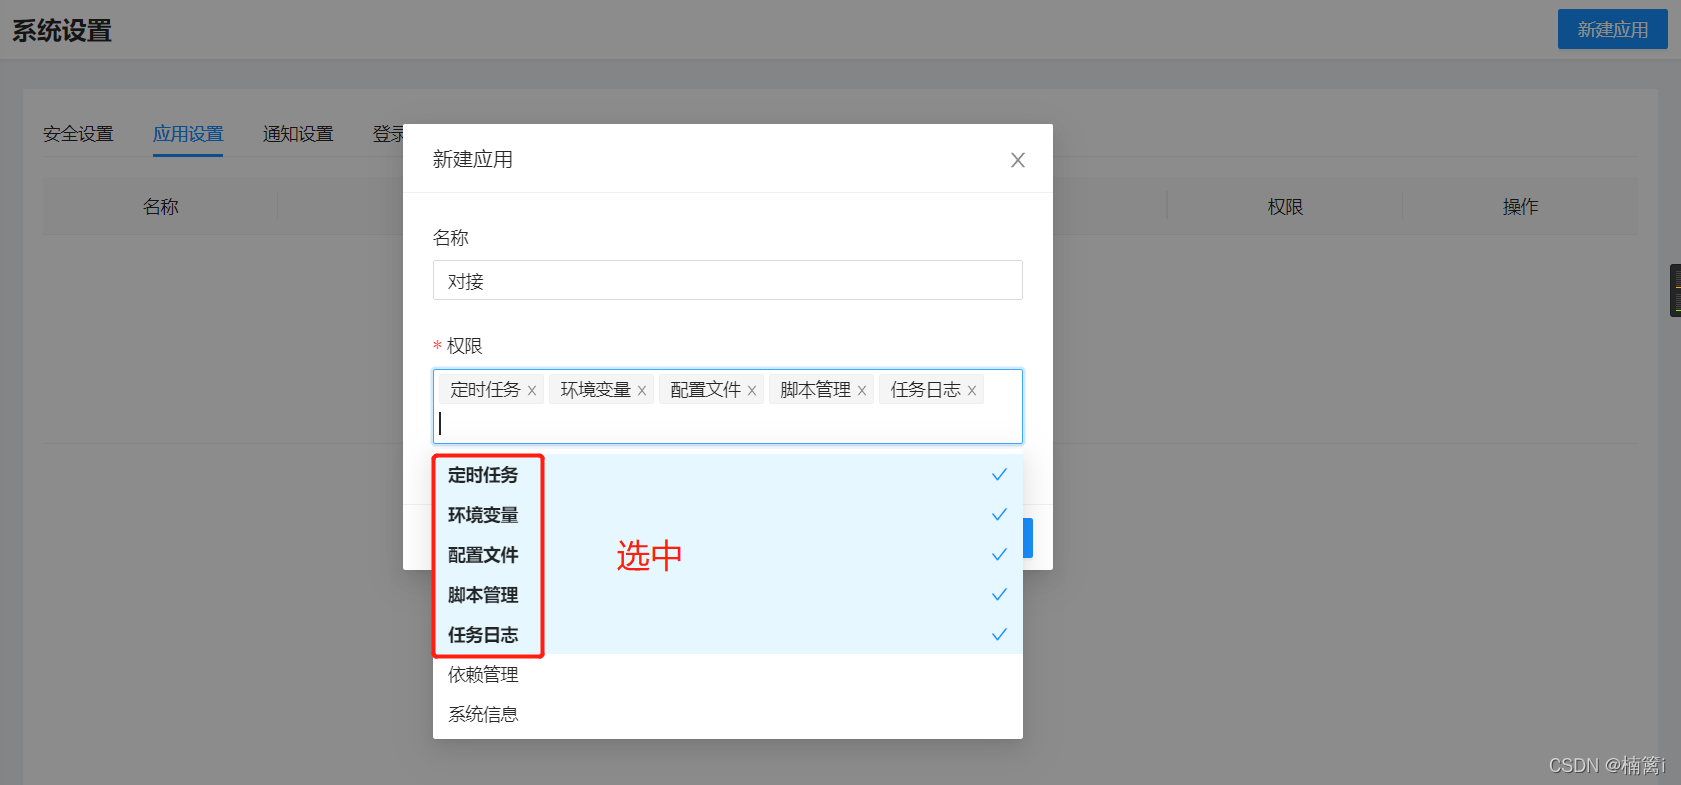 系统设置
新建应用
安全设置 应用设置 通知设置 登录
新建应用
名称 权限 操作
名称
对接
* 权限
定时任务 环境变量 配置文件 脚本管理 任务日志
定时任务
环境变量
配置文件
选中
脚本管理
任务日志
依赖管理
系统信息
CSDN @楠篱i